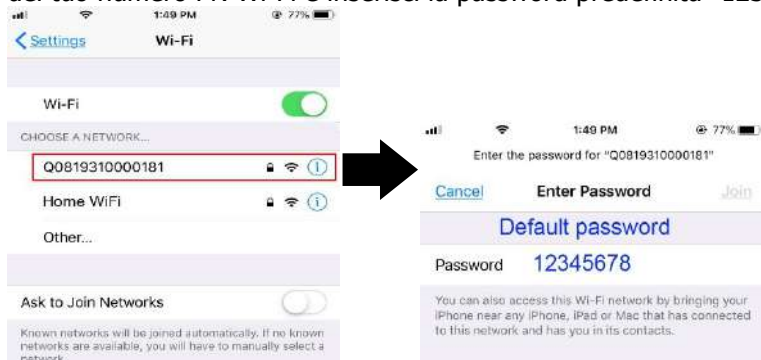 1:49 PM
77%
Settings
Wi-Fi
Wi-Fi
CHOOSE A NETWORK...
Q0819310000181
Home WiFi
Other...
Ask to Join Networks
Known networks will be joined automatically. If no known
networks are available, you will have to manually select a
network.
1:49 PM
77%
Enter the password for "Q0819310000181"
Cancel
Enter Password
Join
Default password
Password
12345678
You can also access this Wi-Fi network by bringing your
iPhone near any iPhone, iPad or Mac that has connected
to this network and has you in its contacts.